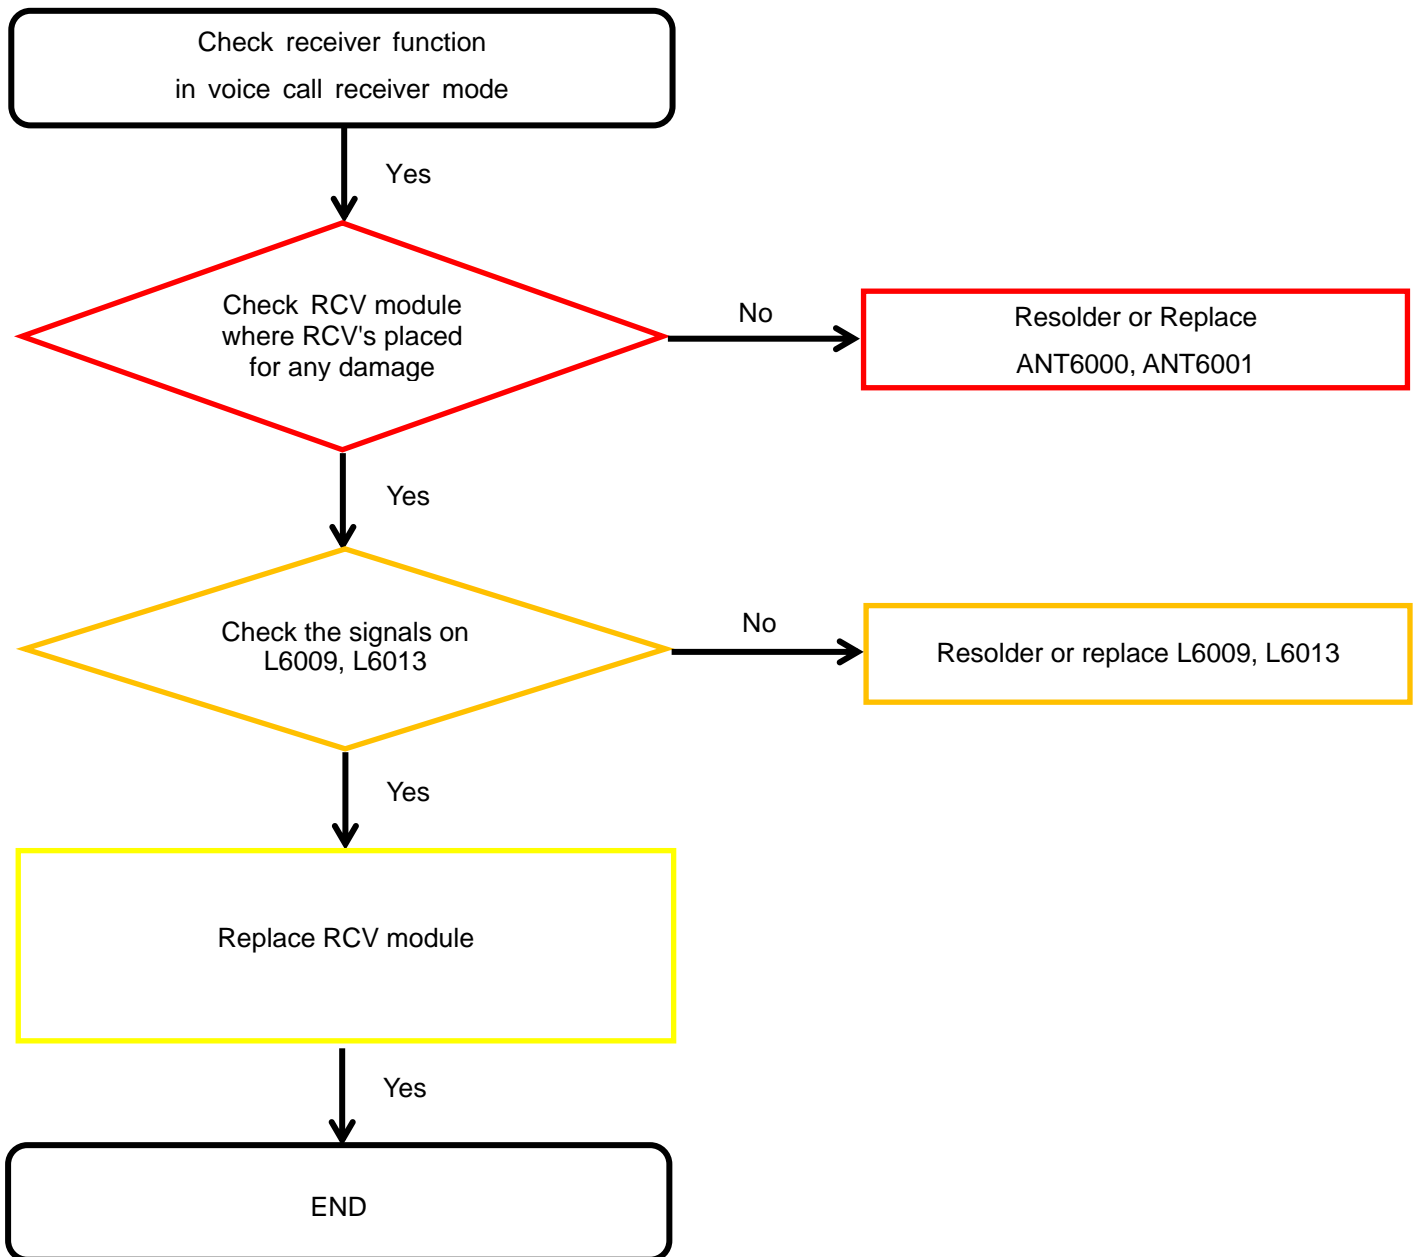 Check receiver function
in voice call receiver mode
Yes
Check RCV module
where RCV's placed
for any damage
No
Resolder or Replace
ANT6000, ANT6001
Yes
Check the signals on
L6009, L6013
No
Resolder or replace L6009, L6013
Yes
Replace RCV module
Yes
END